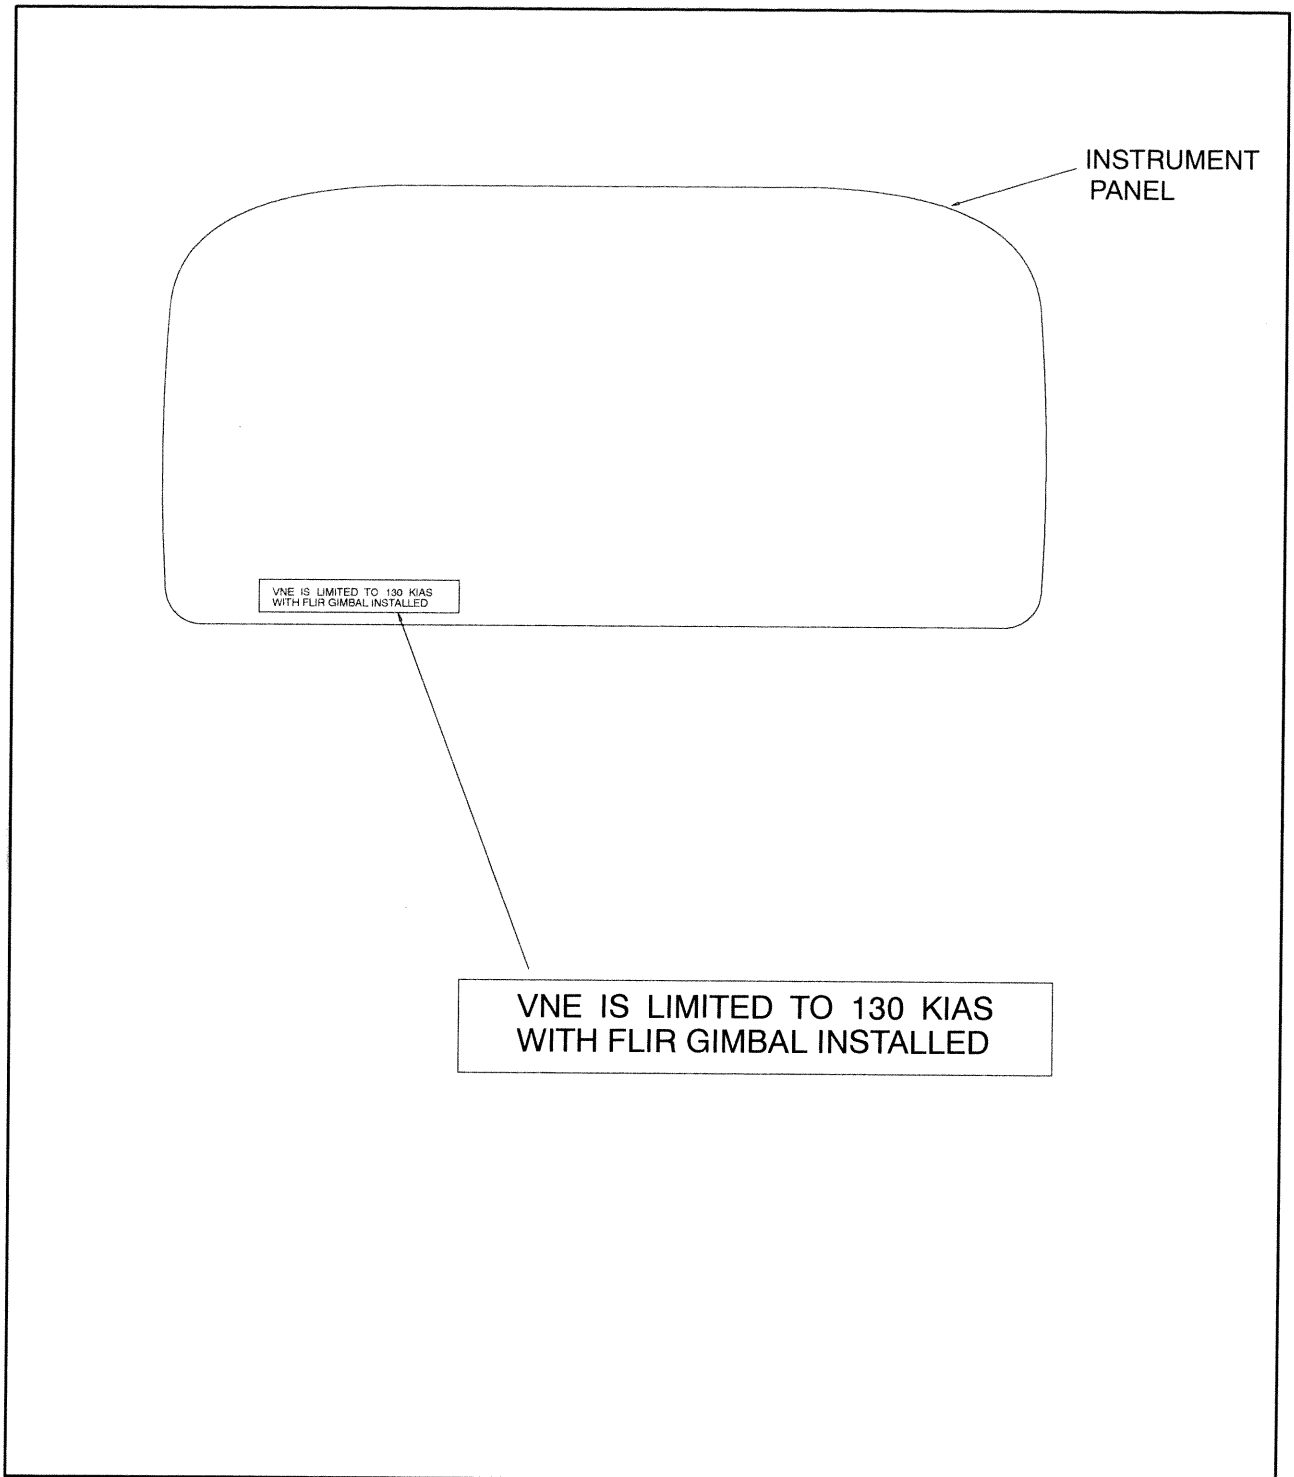 INSTRUMENT
PANEL
VNE IS LIMITED TO 130 KIAS
WITH FLIR GIMBAL INSTALLED
VNE IS LIMITED TO 130 KIAS
WITH FLIR GIMBAL INSTALLED